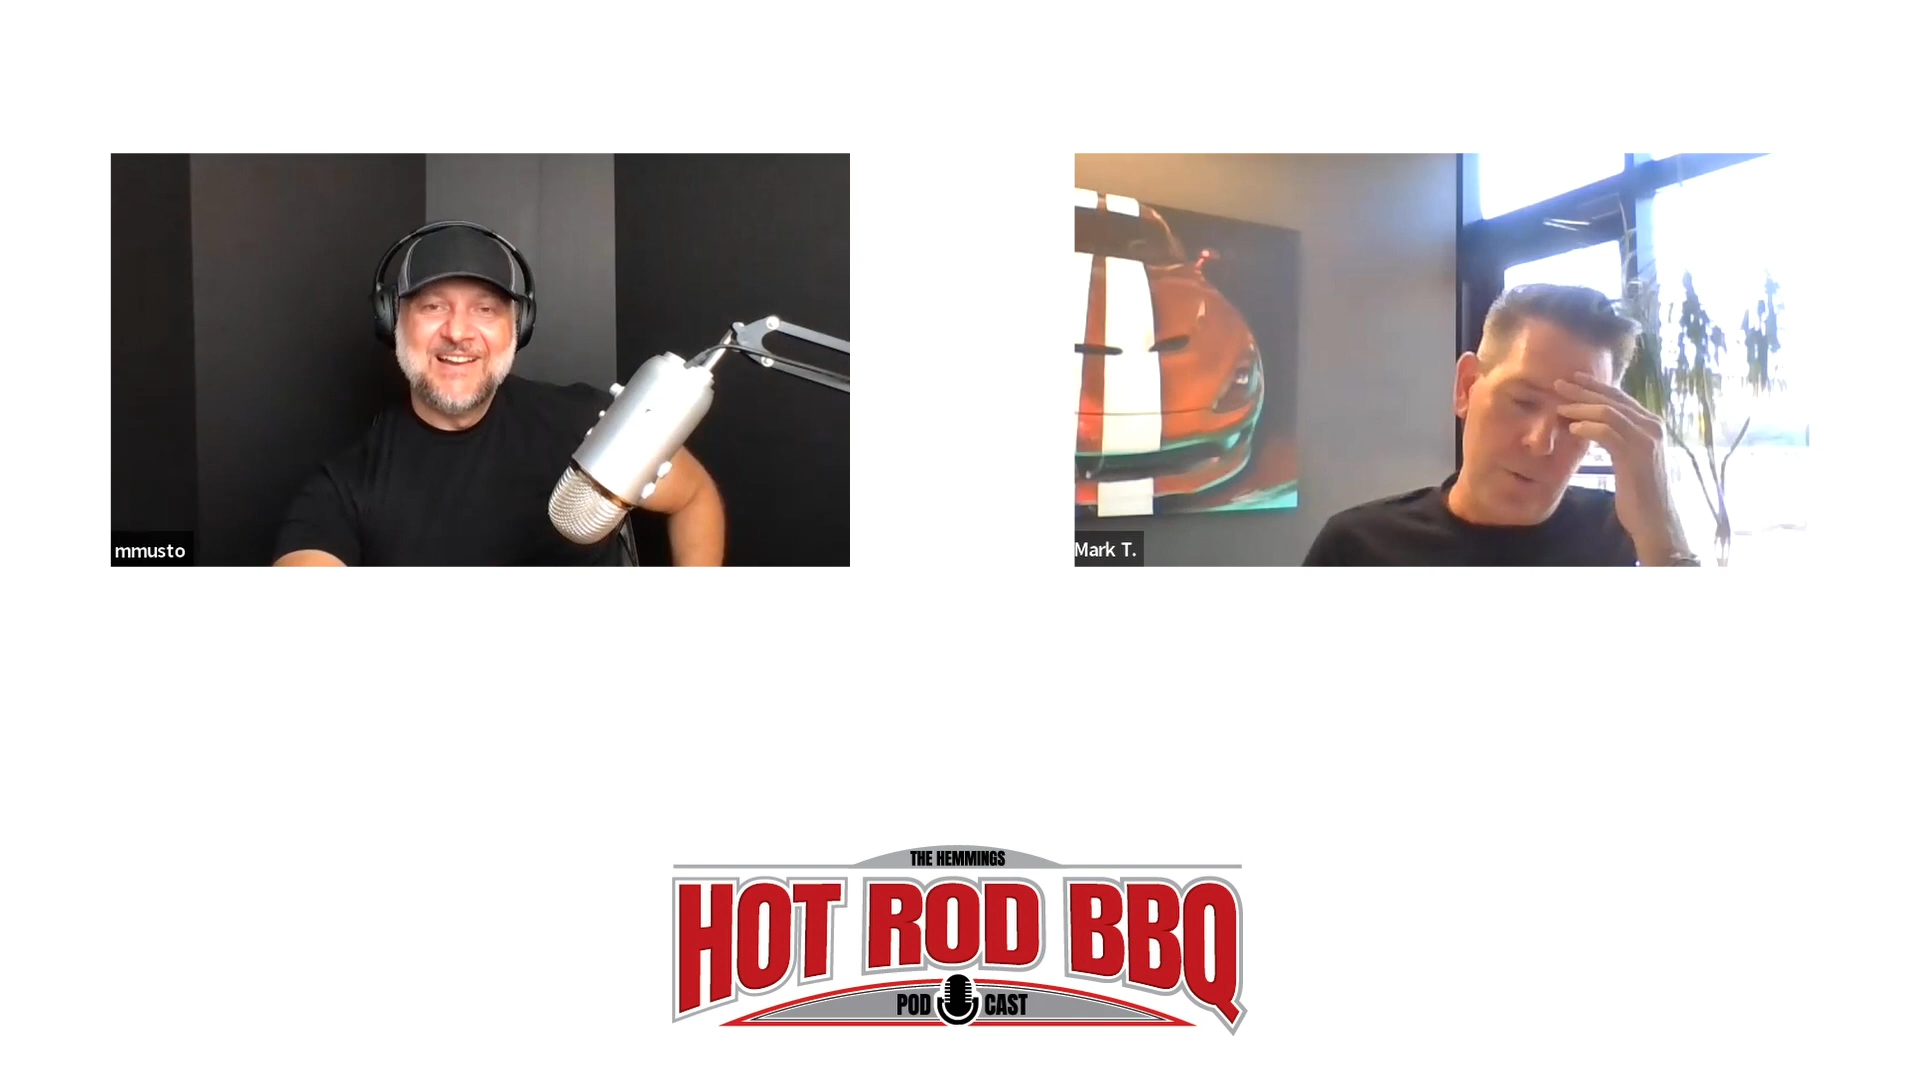 mmusto
Mark T.
THE HEMMINGS
HOT ROD BBQ
POD CAST